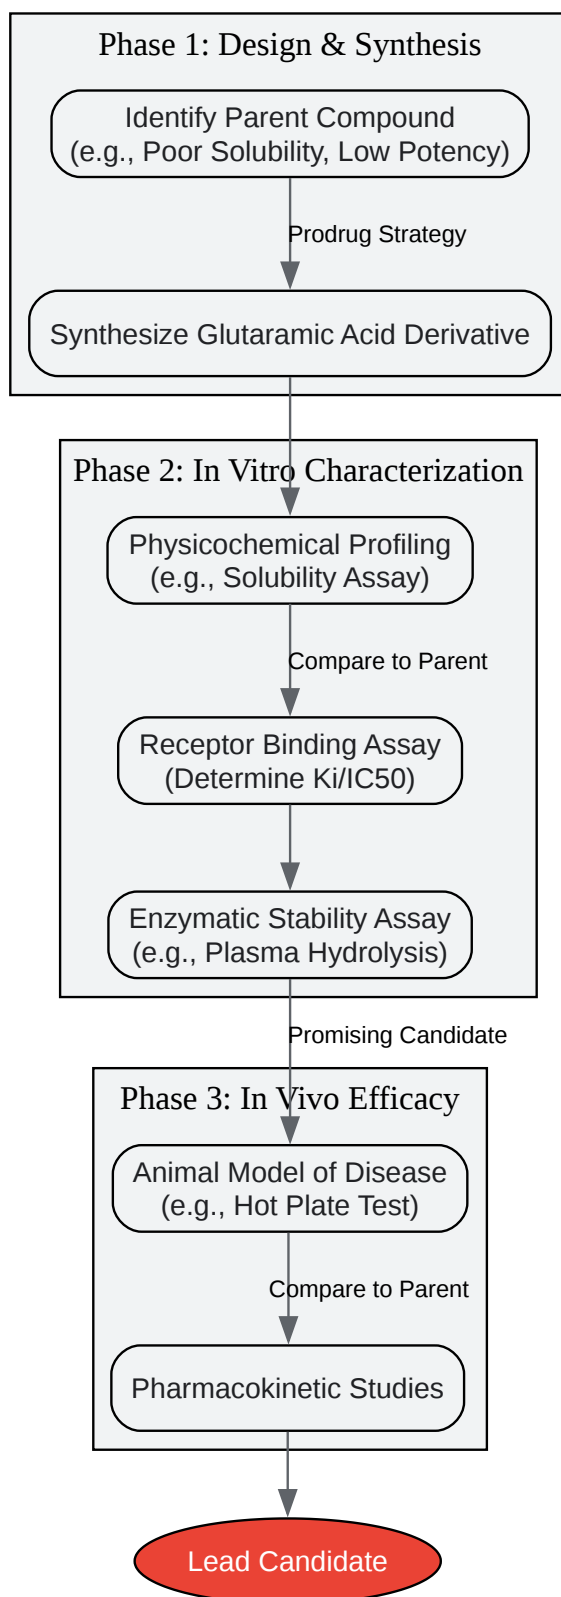 Phase 1: Design & Synthesis
Identify Parent Compound
(e.g., Poor Solubility, Low Potency)
Prodrug Strategy
Synthesize Glutaramic Acid Derivative
Phase 2: In Vitro Characterization
Physicochemical Profiling
(e.g., Solubility Assay)
Compare to Parent
Receptor Binding Assay
(Determine Ki/IC50)
Enzymatic Stability Assay
(e.g., Plasma Hydrolysis)
Promising Candidate
Phase 3: In Vivo Efficacy
Animal Model of Disease
(e.g., Hot Plate Test)
Compare to Parent
Pharmacokinetic Studies
Lead Candidate